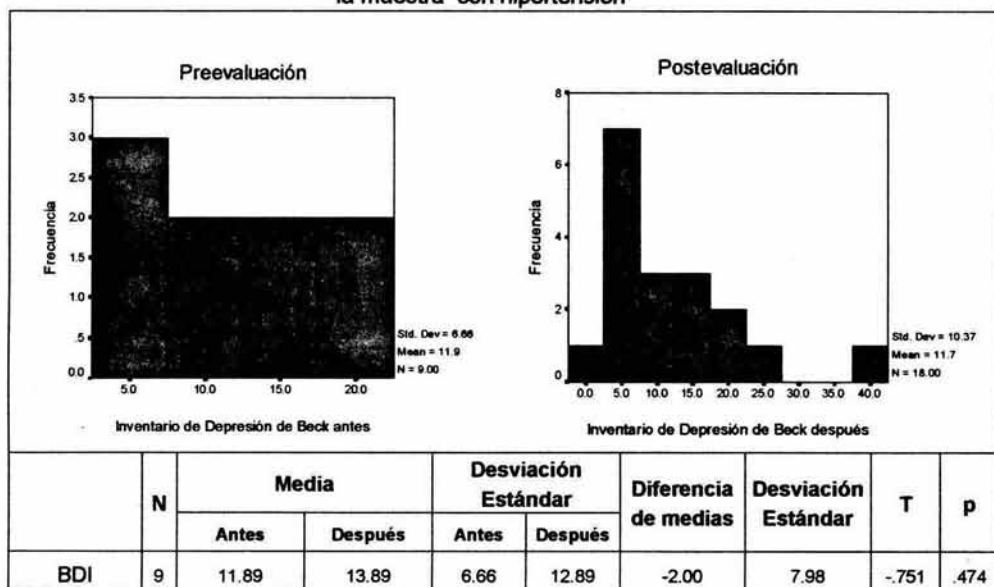 la muestra con hipertensión
Preevaluación
3.5
3.0
2.5
2.0
1.5
1.0
.5
0.0
Frecuencia
5.0 10.0 15.0 20.0
Std. Dev = 6.66
Mean = 11.9
N = 9.00
Inventario de Depresión de Beck antes
Postevaluación
8
6
4
2
0
Frecuencia
0.0 5.0 10.0 15.0 20.0 25.0 30.0 35.0 40.0
Std. Dev = 10.37
Mean = 11.7
N = 18.00
Inventario de Depresión de Beck después
N Media Desviación Estándar Diferencia de medias Desviación Estándar T p
Antes Después Antes Después
BDI 9 11.89 13.89 6.66 12.89 -2.00 7.98 -.751 .474